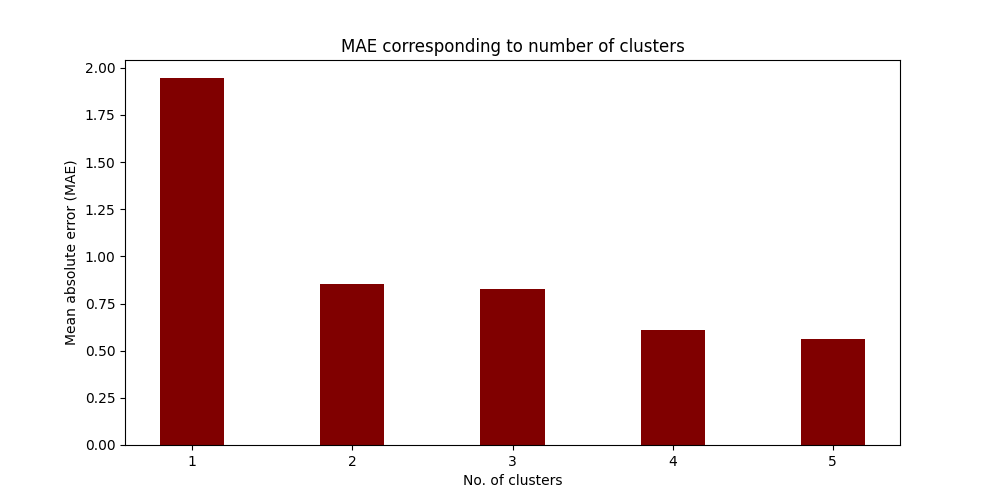 MAE corresponding to number of clusters
Mean absolute error (MAE)
2.00
1.75
1.50
1.25
1.00
0.75
0.50
0.25
0.00
1 2 3 4 5
No. of clusters